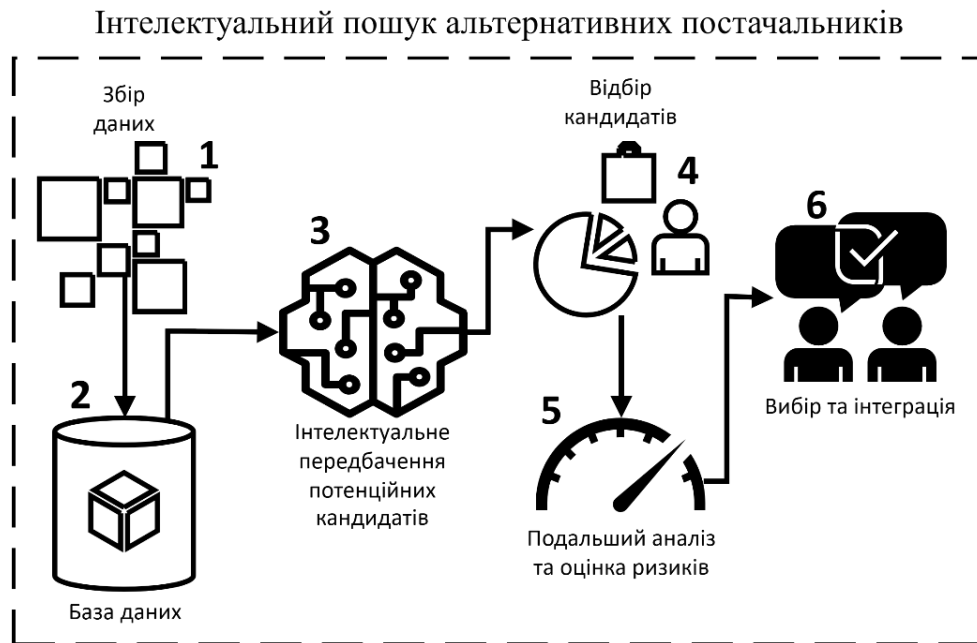 Інтелектуальний пошук альтернативних постачальників
Збір
даних
1
2
База даних
3
Інтелектуальне
передбачення
потенційних
кандидатів
Відбір
кандидатів
4
5
Подальший аналіз
та оцінка ризиків
6
Вибір та інтеграція